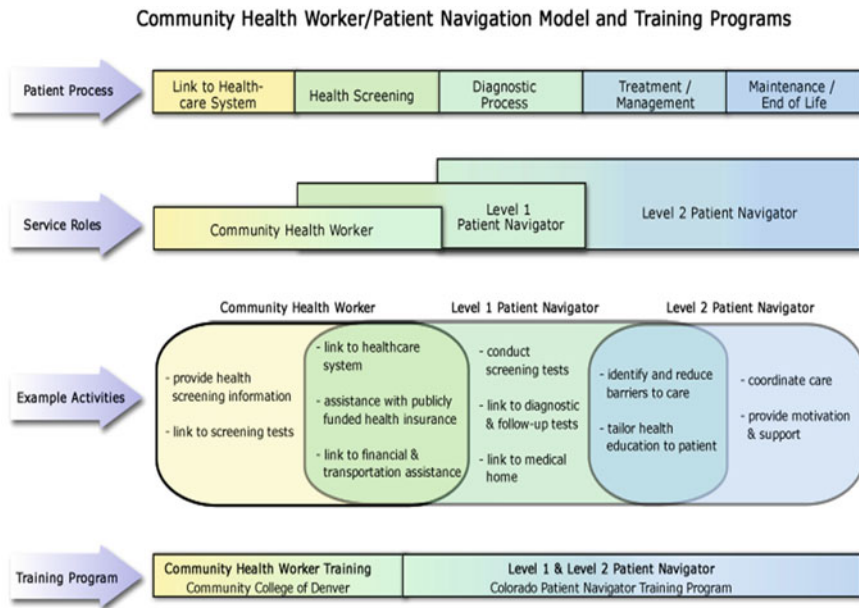 Community Health Worker/Patient Navigation Model and Training Programs
Patient Process
Link to Health-
care System
Health Screening
Diagnostic
Process
Treatment /
Management
Maintenance /
End of Life
Service Roles
Community Health Worker
Level 1
Patient Navigator
Level 2 Patient Navigator
Example Activities
Community Health Worker
Level 1 Patient Navigator
Level 2 Patient Navigator
- provide health
screening information
- link to screening tests
- link to healthcare
system
- assistance with publicly
funded health insurance
- link to financial &
transportation assistance
- conduct
screening tests
- link to diagnostic
& follow-up tests
- link to medical
home
- identify and reduce
barriers to care
- tailor health
education to patient
- coordinate care
- provide motivation
& support
Training Program
Community Health Worker Training
Community College of Denver
Level 1 & Level 2 Patient Navigator
Colorado Patient Navigator Training Program